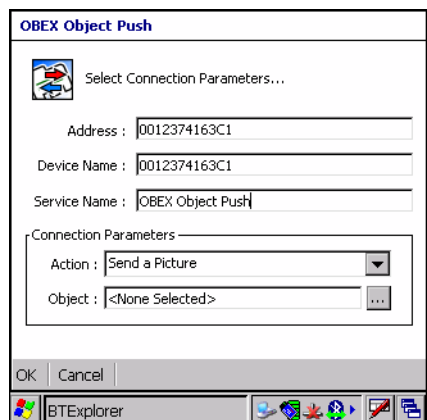 OBEX Object Push
Select Connection Parameters...
Address : 0012374163C1
Device Name : 0012374163C1
Service Name : OBEX Object Push
Connection Parameters
Action : Send a Picture
Object : <None Selected> ...
OK Cancel
BTExplorer